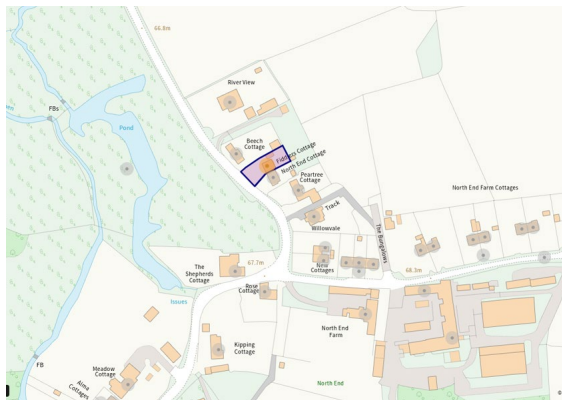 66.8m
River View
FBs
Pond
Beech
Cottage
Fiddlers Cottage
North End Cottage
Peartree
Cottage
North End Farm Cottages
Track
Willowvale
The Bungalows
67.7m
The
Shepherds
Cottage
Cottages
68.3m
Rose
Cottage
Issues
North End
Farm
Kipping
Cottage
FB
Meadow
Cottage
Alma
Cottages
North End
©